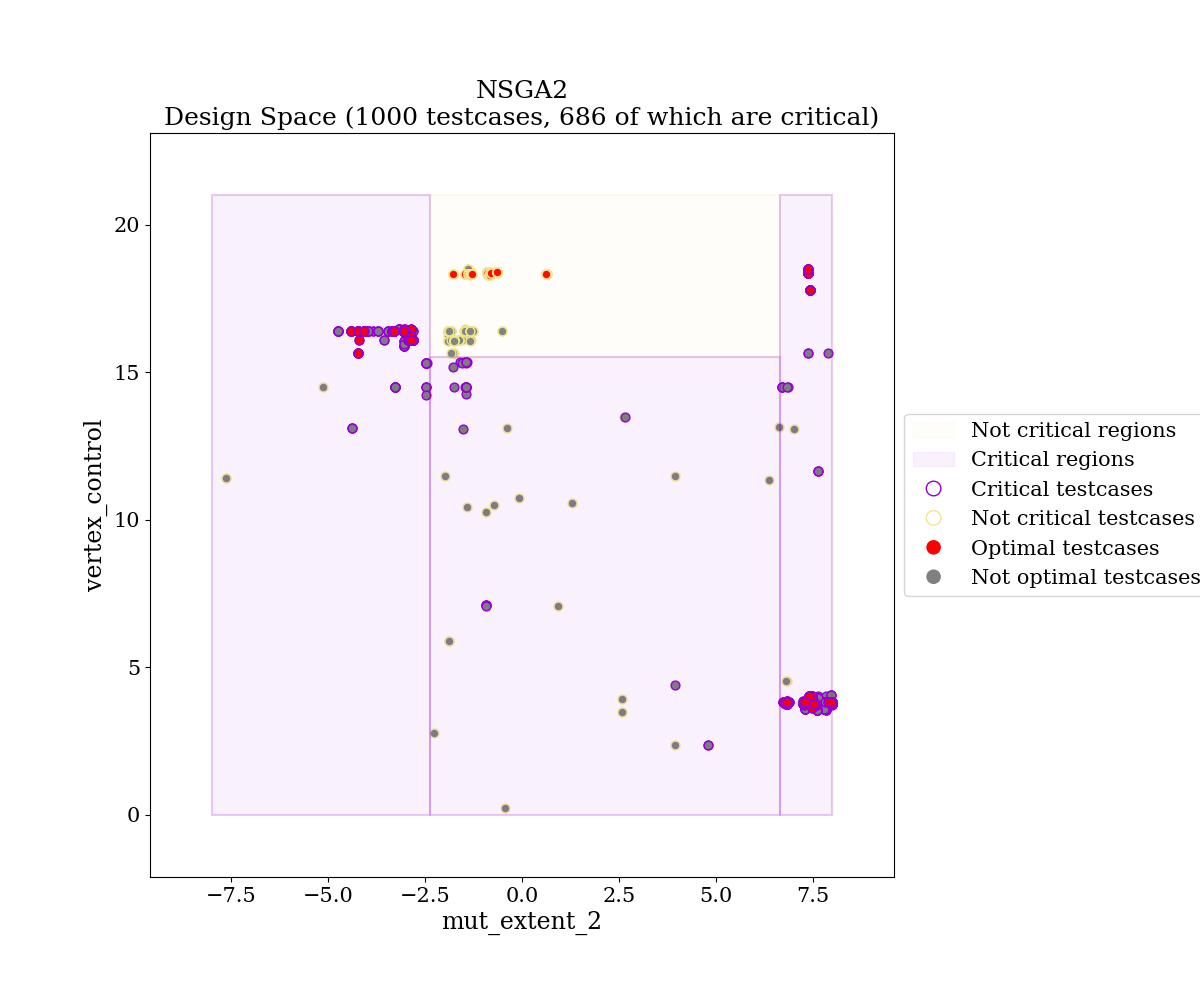 NSGA2
Design Space (1000 testcases, 686 of which are critical)
20
15
10
5
0
vertex_control
−7.5 −5.0 −2.5 0.0 2.5 5.0 7.5
mut_extent_2
Not critical regions
Critical regions
Critical testcases
Not critical testcases
Optimal testcases
Not optimal testcases